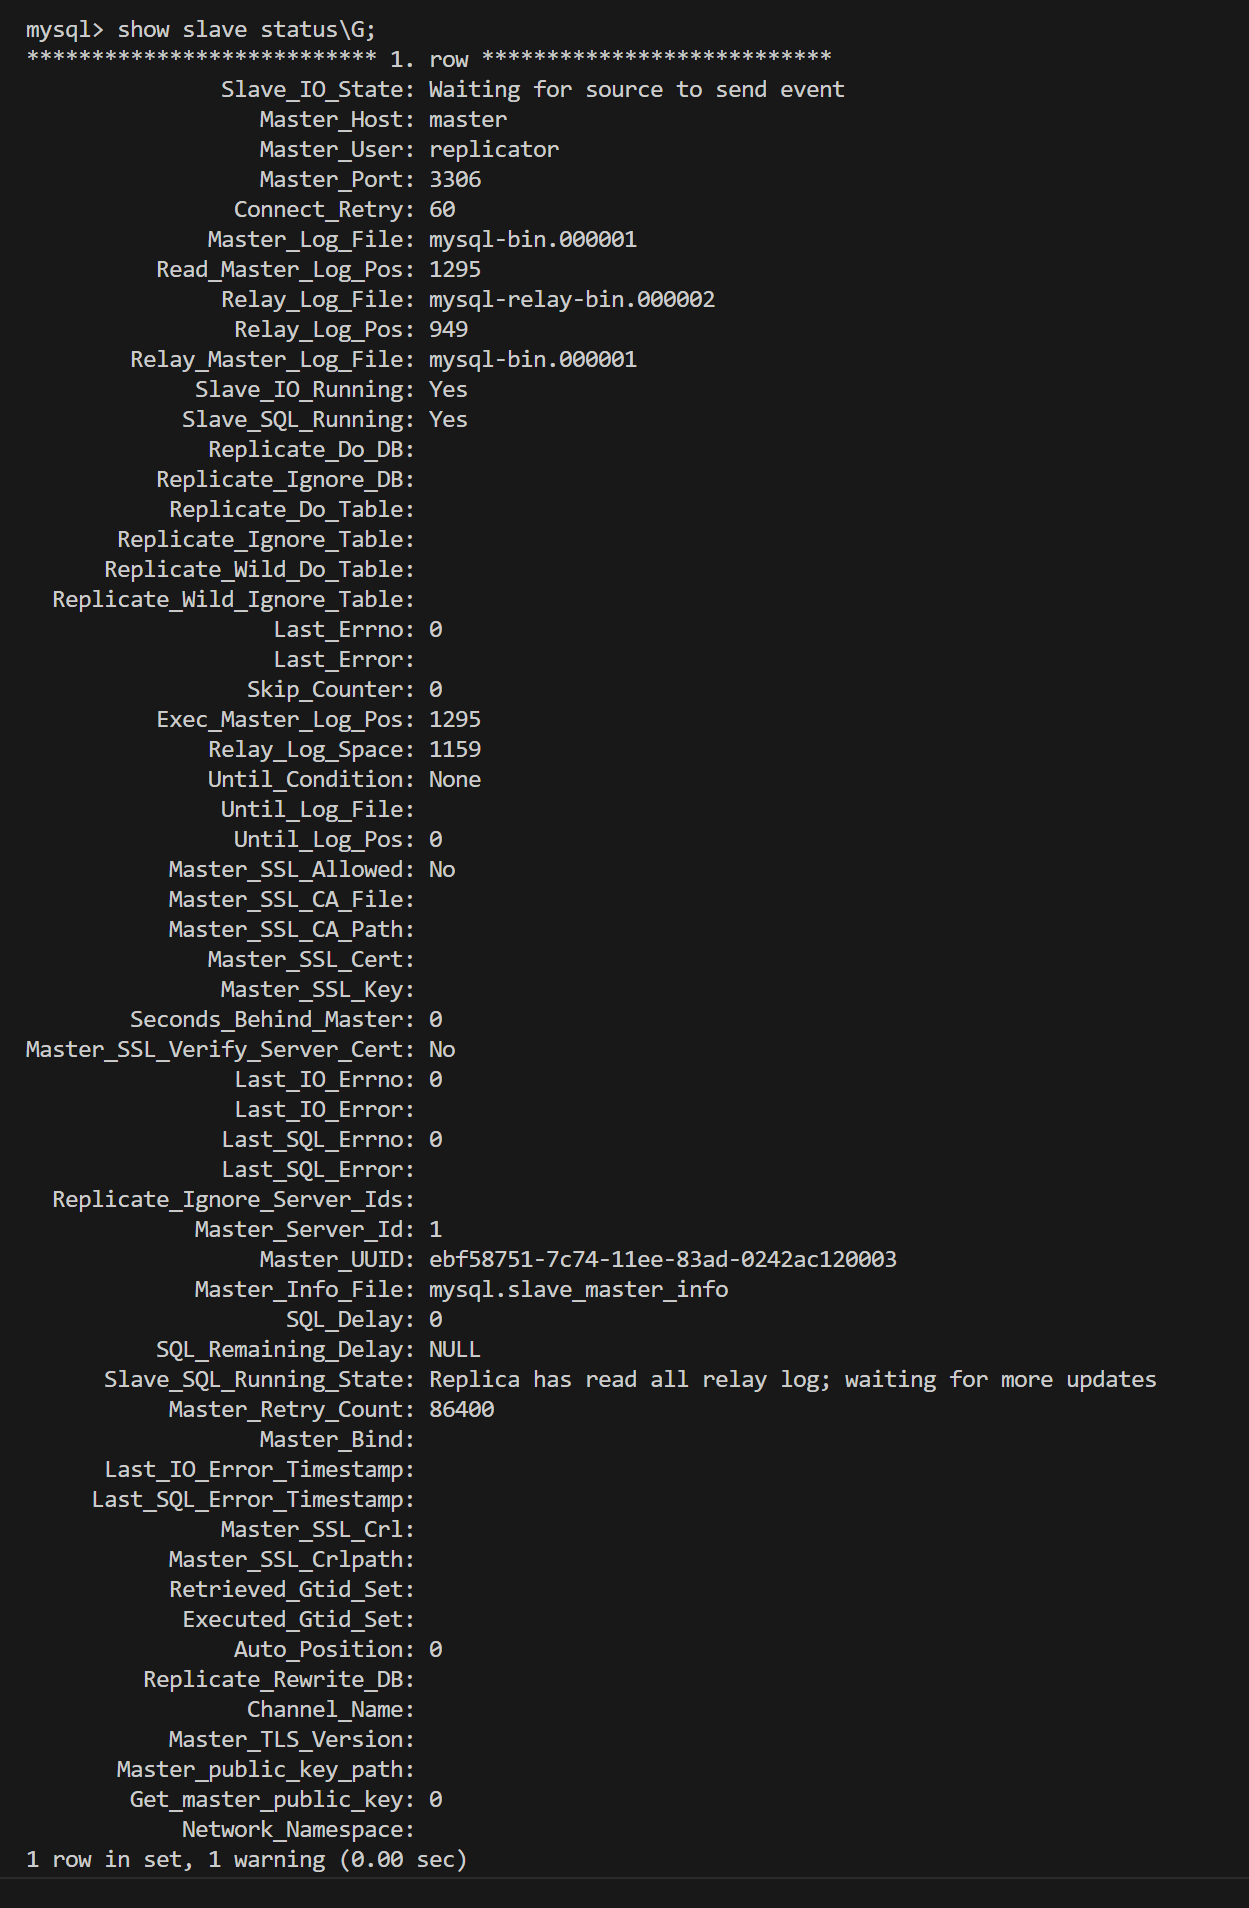 mysql> show slave status\G;
*************************** 1. row ***************************
Slave_IO_State: Waiting for source to send event
Master_Host: master
Master_User: replicator
Master_Port: 3306
Connect_Retry: 60
Master_Log_File: mysql-bin.000001
Read_Master_Log_Pos: 1295
Relay_Log_File: mysql-relay-bin.000002
Relay_Log_Pos: 949
Relay_Master_Log_File: mysql-bin.000001
Slave_IO_Running: Yes
Slave_SQL_Running: Yes
Replicate_Do_DB:
Replicate_Ignore_DB:
Replicate_Do_Table:
Replicate_Ignore_Table:
Replicate_Wild_Do_Table:
Replicate_Wild_Ignore_Table:
Last_Errno: 0
Last_Error:
Skip_Counter: 0
Exec_Master_Log_Pos: 1295
Relay_Log_Space: 1159
Until_Condition: None
Until_Log_File:
Until_Log_Pos: 0
Master_SSL_Allowed: No
Master_SSL_CA_File:
Master_SSL_CA_Path:
Master_SSL_Cert:
Master_SSL_Key:
Seconds_Behind_Master: 0
Master_SSL_Verify_Server_Cert: No
Last_IO_Errno: 0
Last_IO_Error:
Last_SQL_Errno: 0
Last_SQL_Error:
Replicate_Ignore_Server_Ids:
Master_Server_Id: 1
Master_UUID: ebf58751-7c74-11ee-83ad-0242ac120003
Master_Info_File: mysql.slave_master_info
SQL_Delay: 0
SQL_Remaining_Delay: NULL
Slave_SQL_Running_State: Replica has read all relay log; waiting for more updates
Master_Retry_Count: 86400
Master_Bind:
Last_IO_Error_Timestamp:
Last_SQL_Error_Timestamp:
Master_SSL_Crl:
Master_SSL_Crlpath:
Retrieved_Gtid_Set:
Executed_Gtid_Set:
Auto_Position: 0
Replicate_Rewrite_DB:
Channel_Name:
Master_TLS_Version:
Master_public_key_path:
Get_master_public_key: 0
Network_Namespace:
1 row in set, 1 warning (0.00 sec)